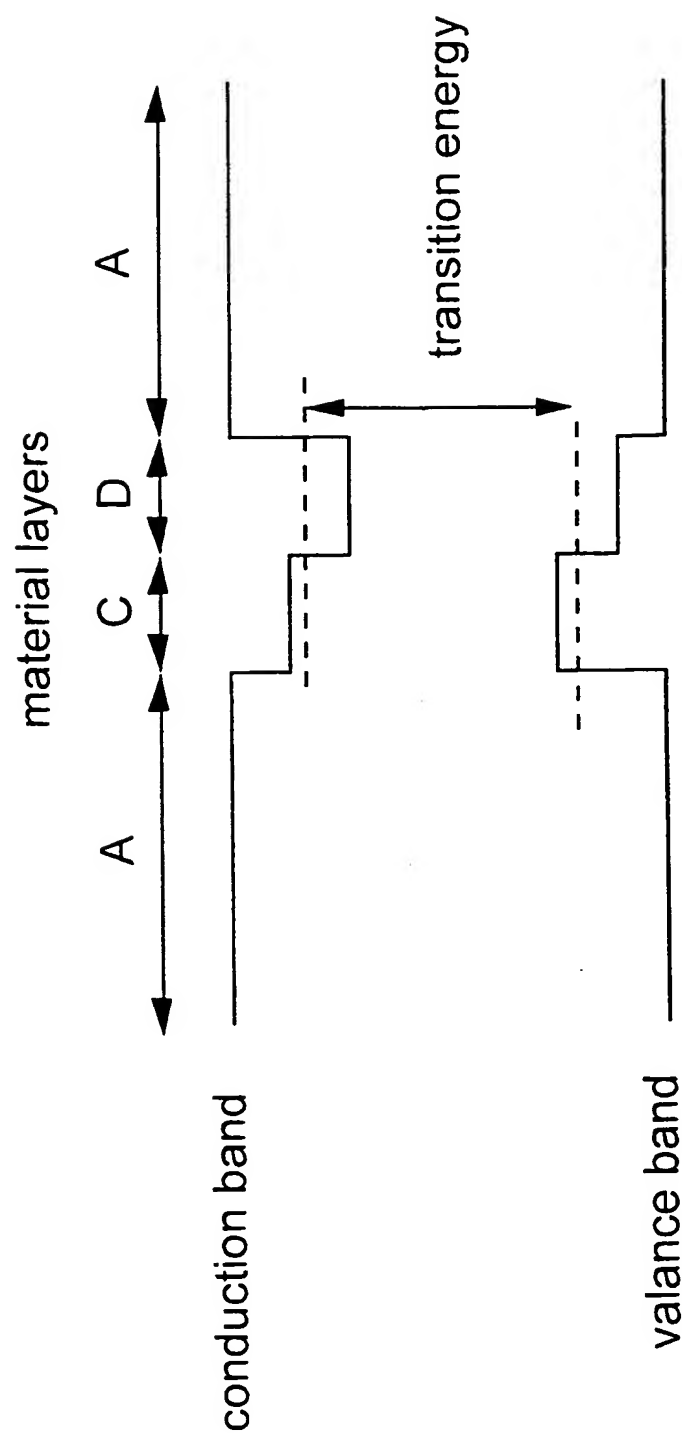 material layers
A
C
D
A
conduction band
transition energy
valance band